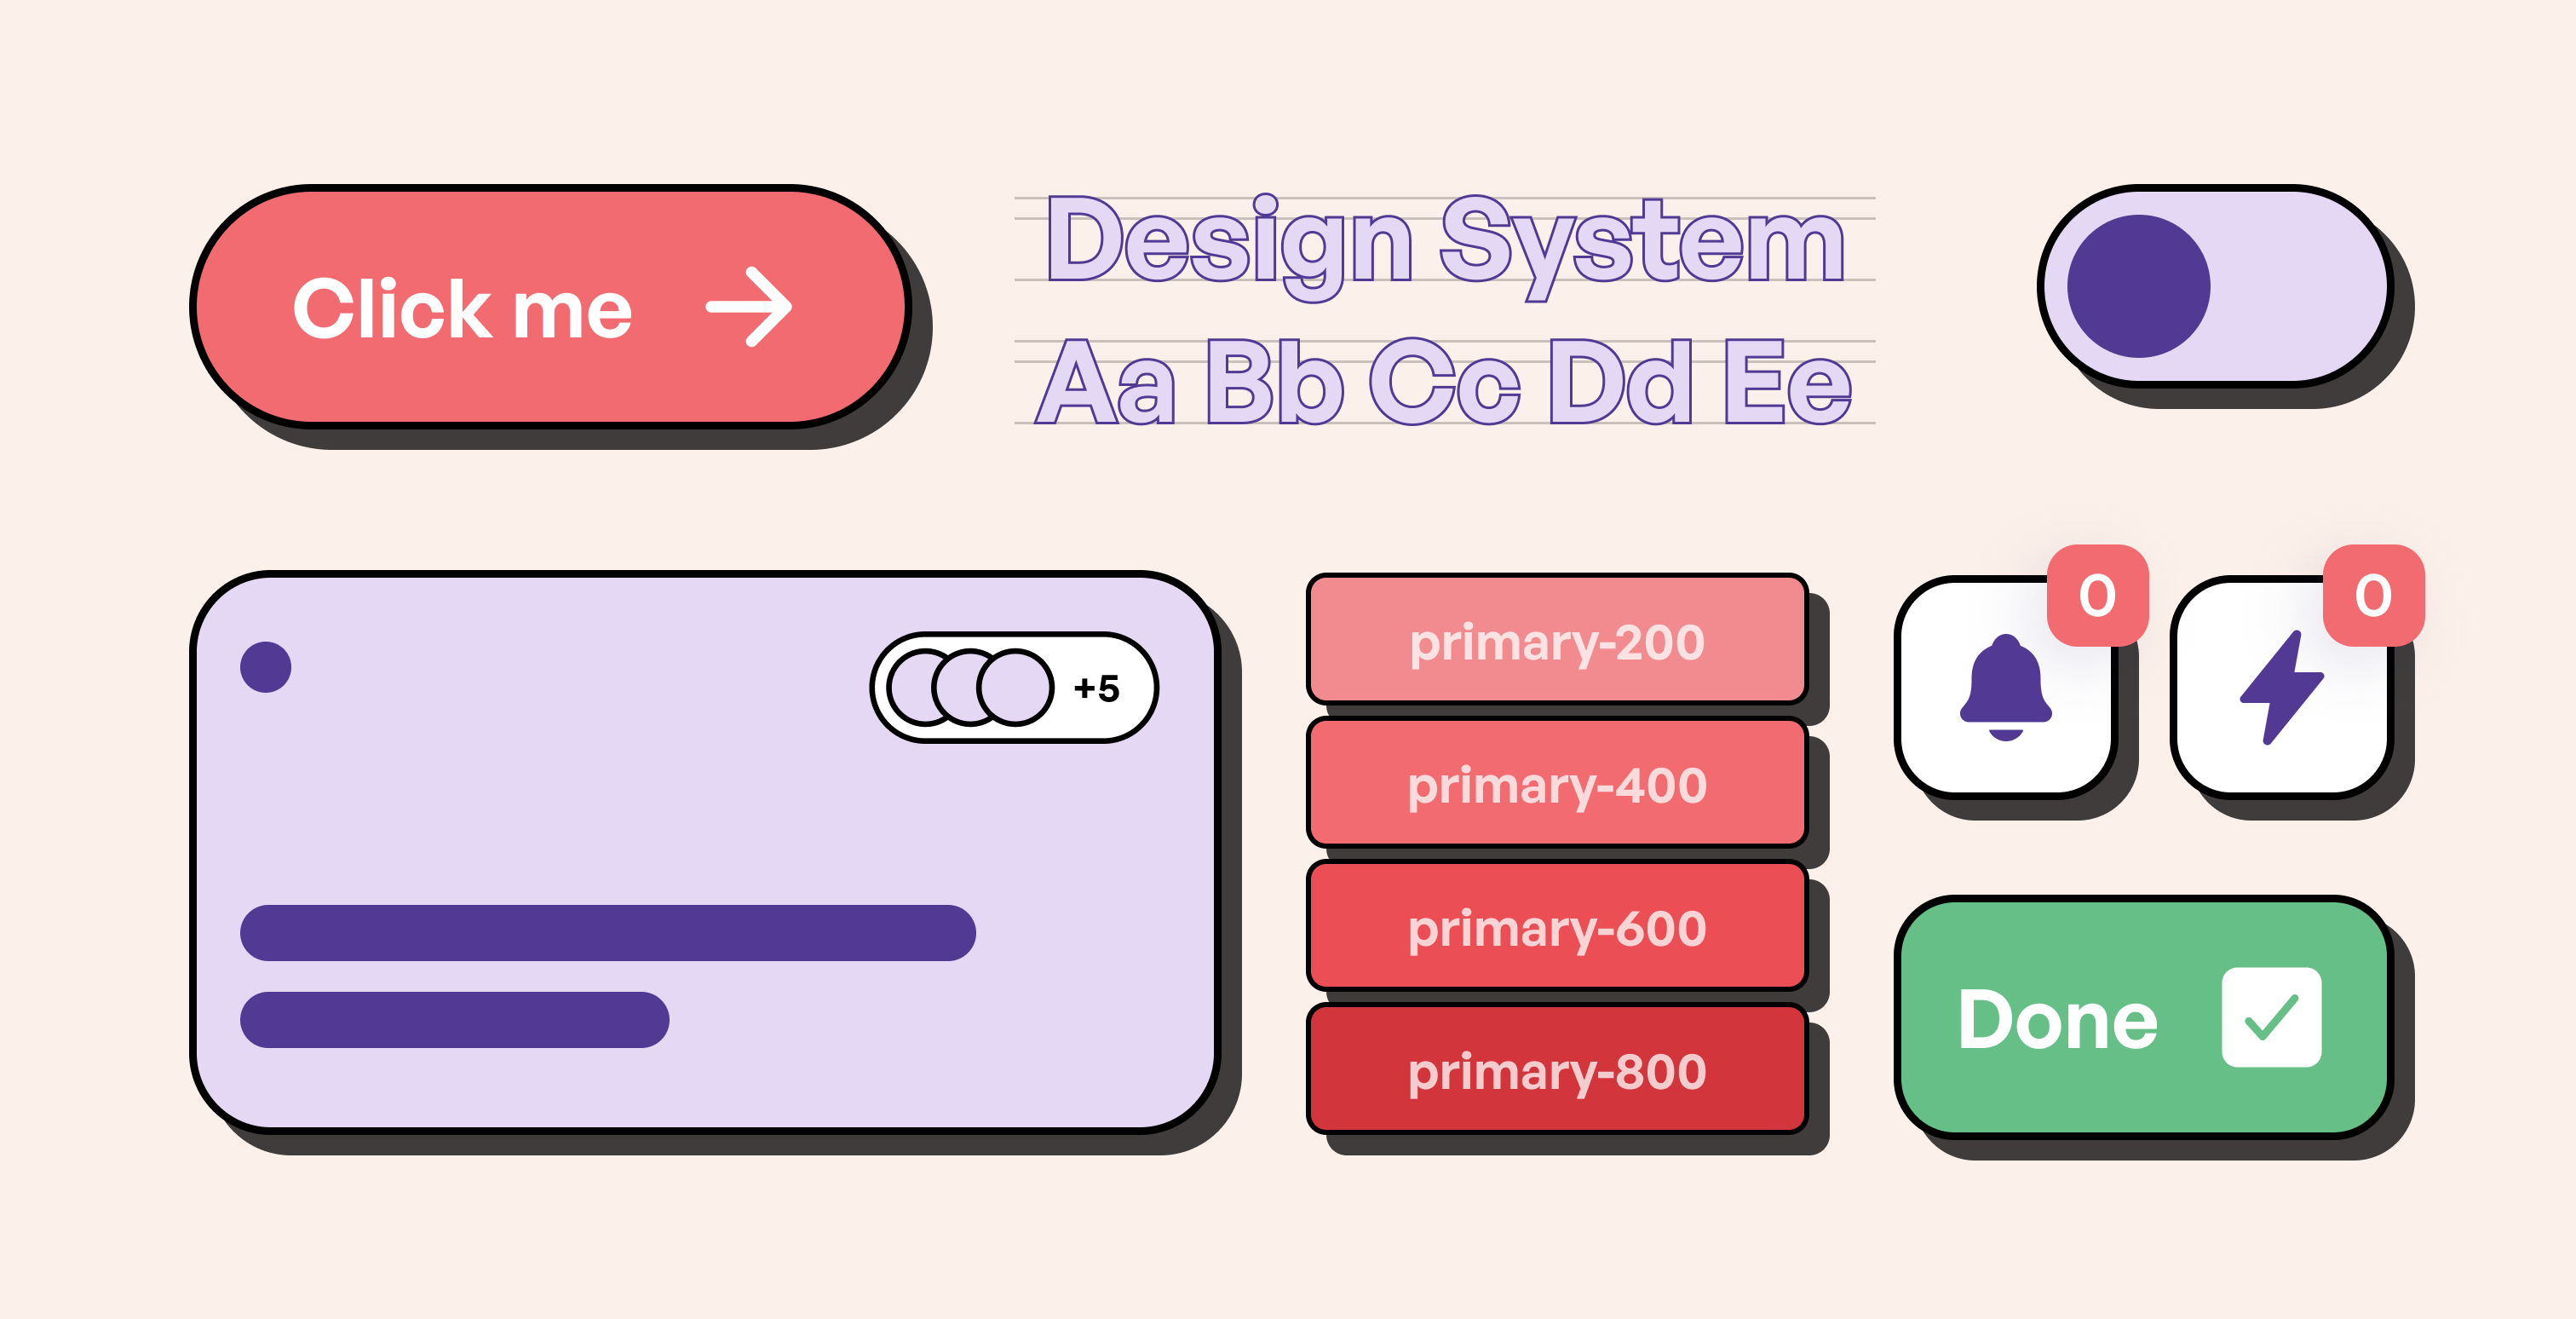 Click me
Design System
Aa Bb Cc Dd Ee
+5
primary-200
primary-400
primary-600
primary-800
0
0
Done